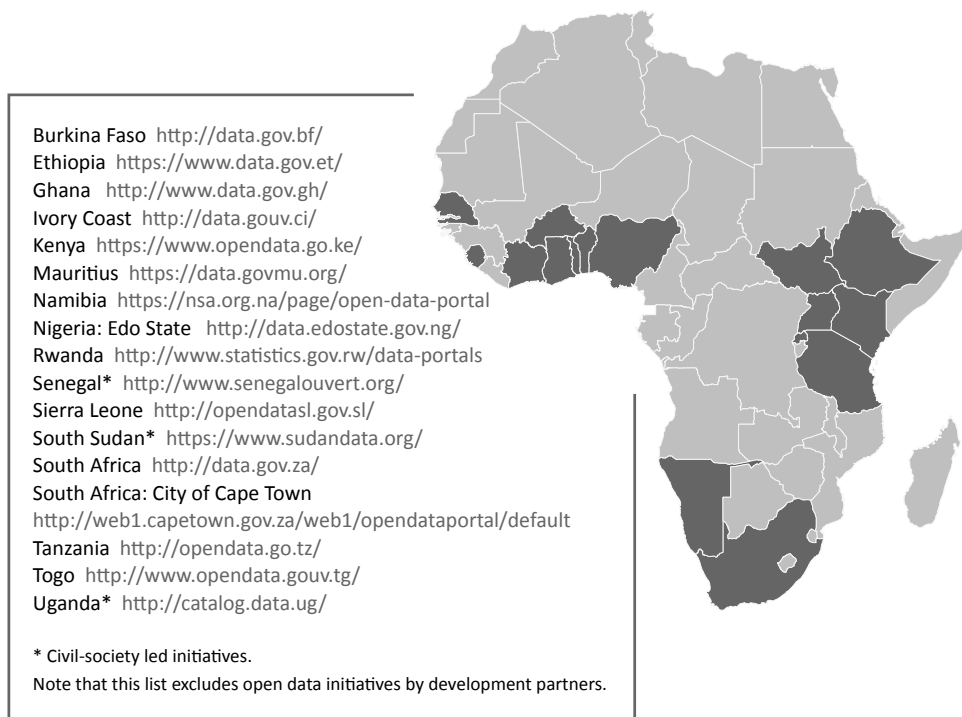 Burkina Faso http://data.gov.bf/
Ethiopia https://www.data.gov.et/
Ghana http://www.data.gov.gh/
Ivory Coast http://data.gouv.ci/
Kenya https://www.opendata.go.ke/
Mauritius https://data.govmu.org/
Namibia https://nsa.org.na/page/open-data-portal
Nigeria: Edo State http://data.edostate.gov.ng/
Rwanda http://www.statistics.gov.rw/data-portals
Senegal* http://www.senegalouvert.org/
Sierra Leone http://opendatasl.gov.sl/
South Sudan* https://www.sudandata.org/
South Africa http://data.gov.za/
South Africa: City of Cape Town
http://web1.capetown.gov.za/web1/opendataportal/default
Tanzania http://opendata.go.tz/
Togo http://www.opendata.gouv.tg/
Uganda* http://catalog.data.ug/
* Civil-society led initiatives.
Note that this list excludes open data initiatives by development partners.